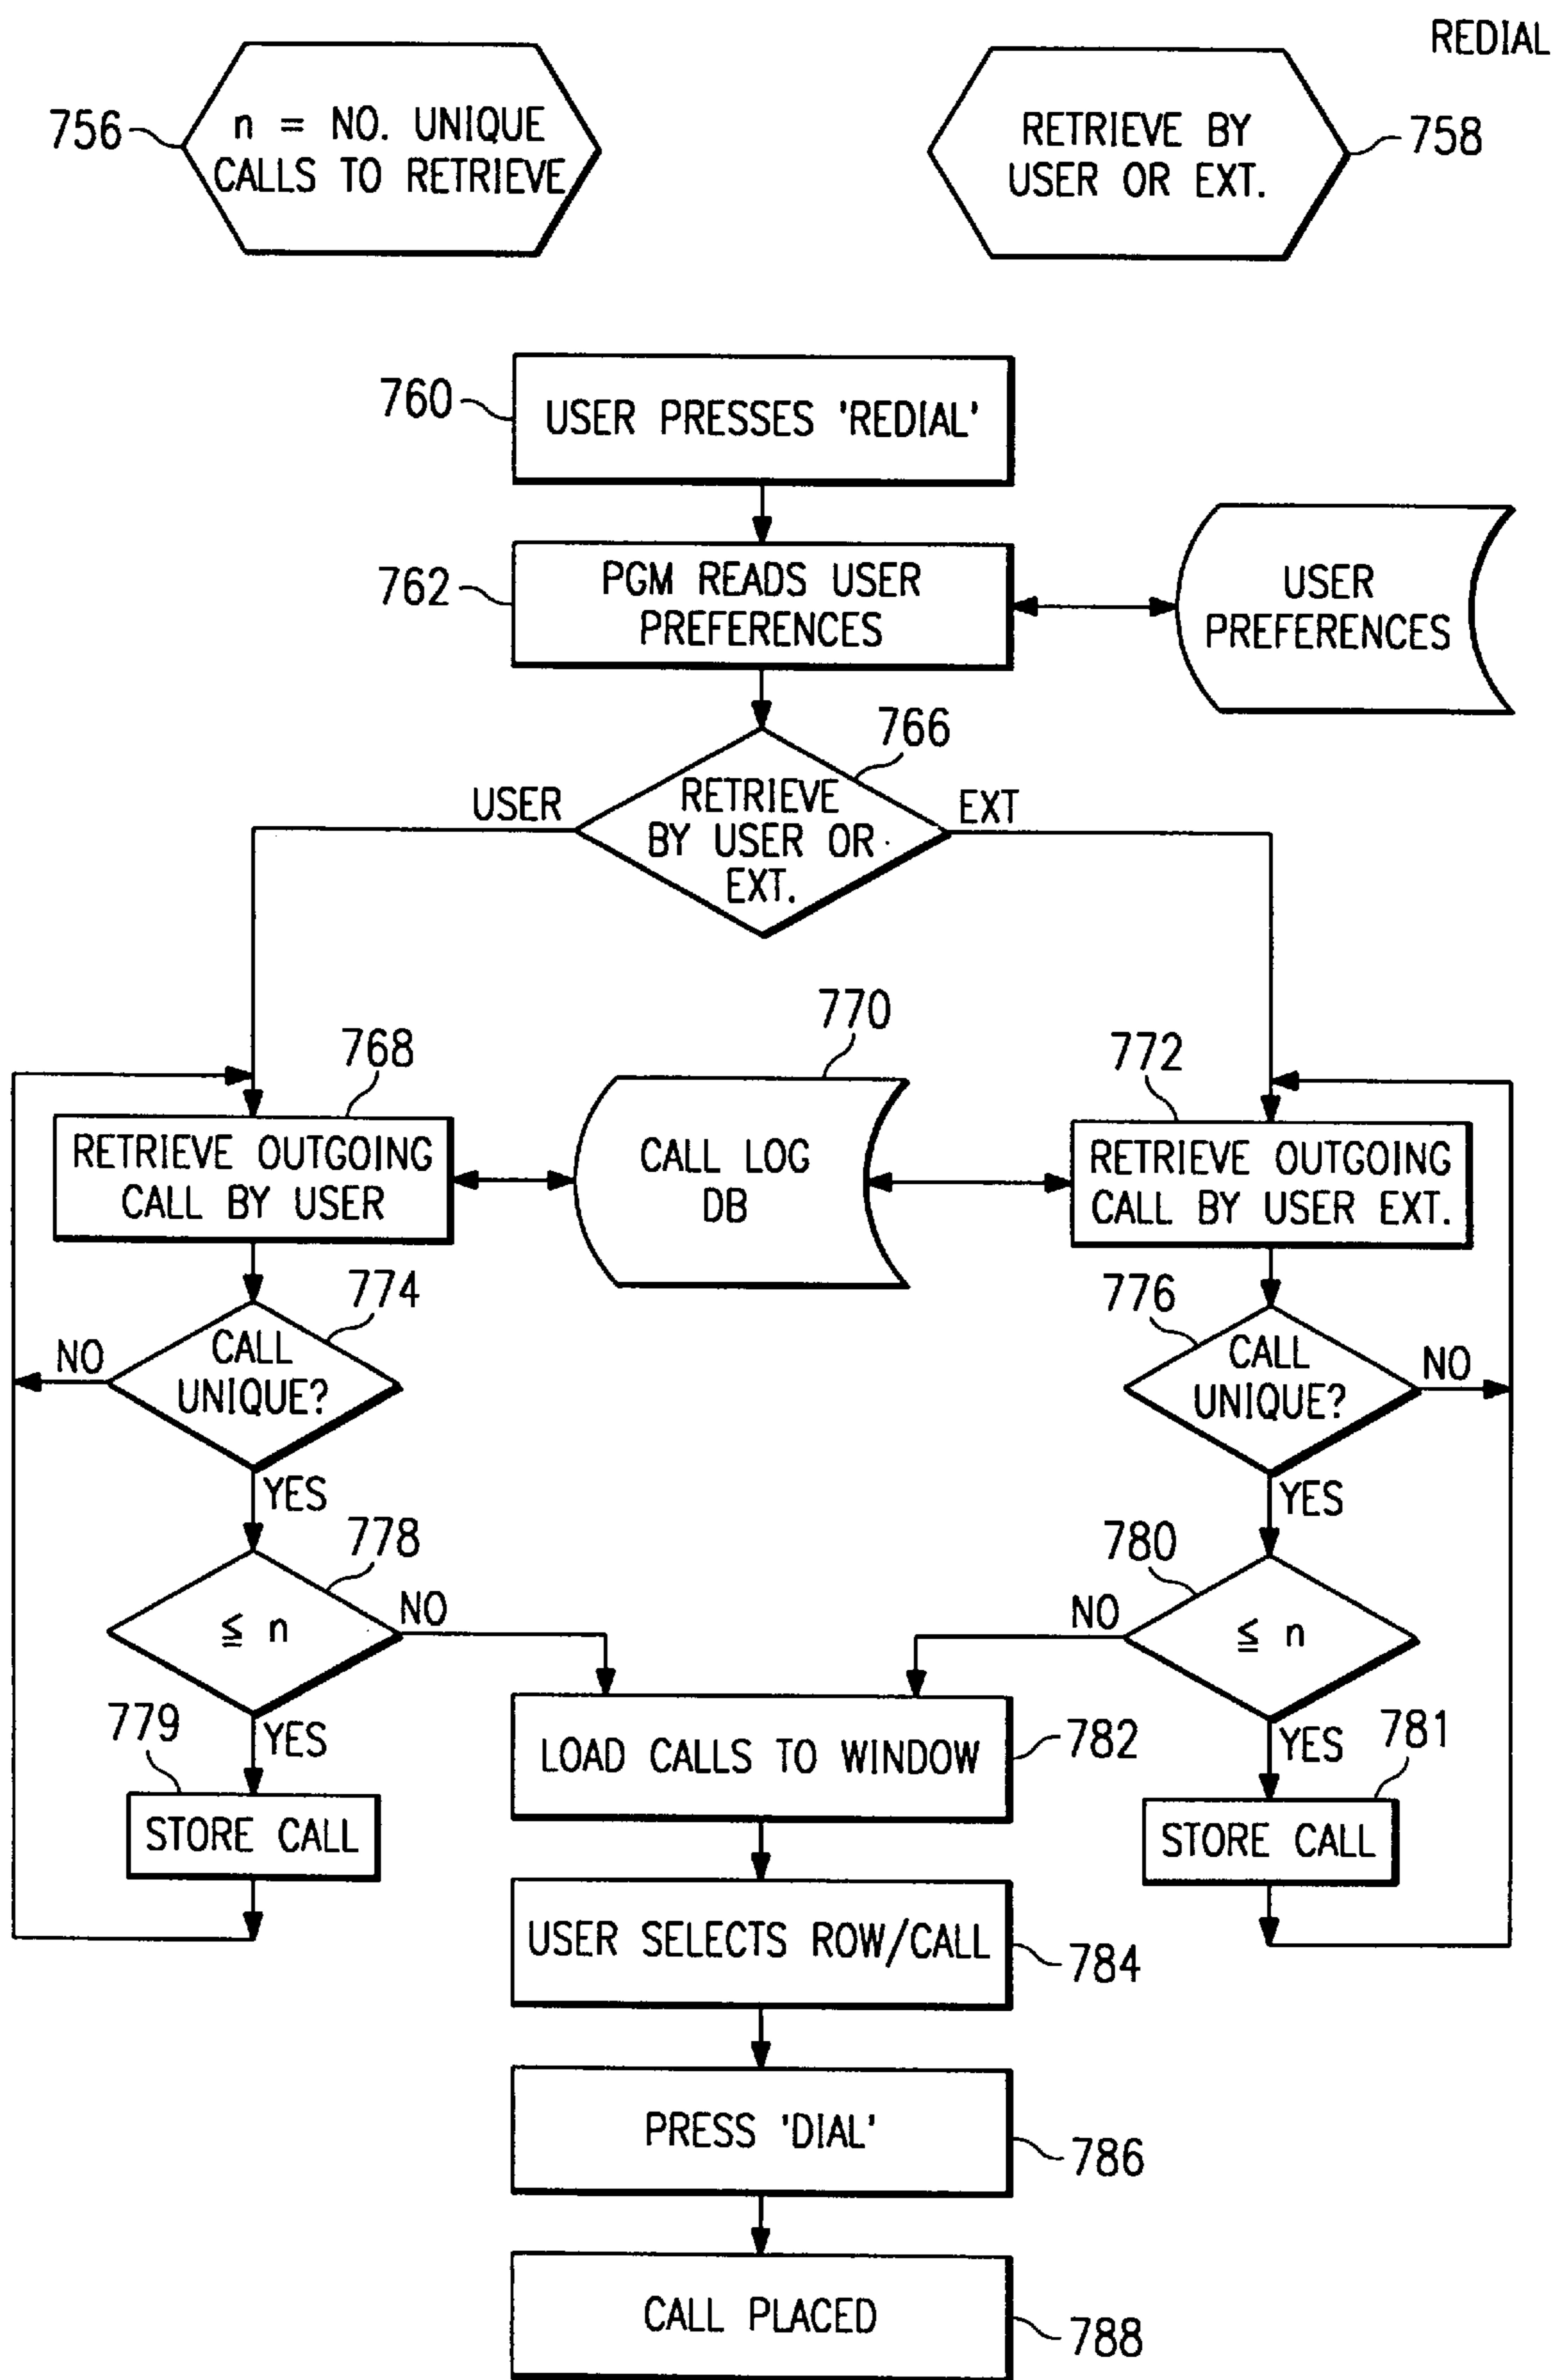 REDIAL
756
n = NO. UNIQUE
CALLS TO RETRIEVE
RETRIEVE BY
USER OR EXT.
758
760
USER PRESSES 'REDIAL'
762
PGM READS USER
PREFERENCES
USER
PREFERENCES
766
USER
RETRIEVE
BY USER OR
EXT.
EXT
768
770
772
RETRIEVE OUTGOING
CALL BY USER
CALL LOG
DB
RETRIEVE OUTGOING
CALL BY USER EXT.
774
776
NO
CALL
UNIQUE?
CALL
UNIQUE?
NO
YES
YES
778
780
≦ n
NO
NO
≦ n
779
YES
YES
781
STORE CALL
LOAD CALLS TO WINDOW
782
STORE CALL
USER SELECTS ROW/CALL
784
PRESS 'DIAL'
786
CALL PLACED
788